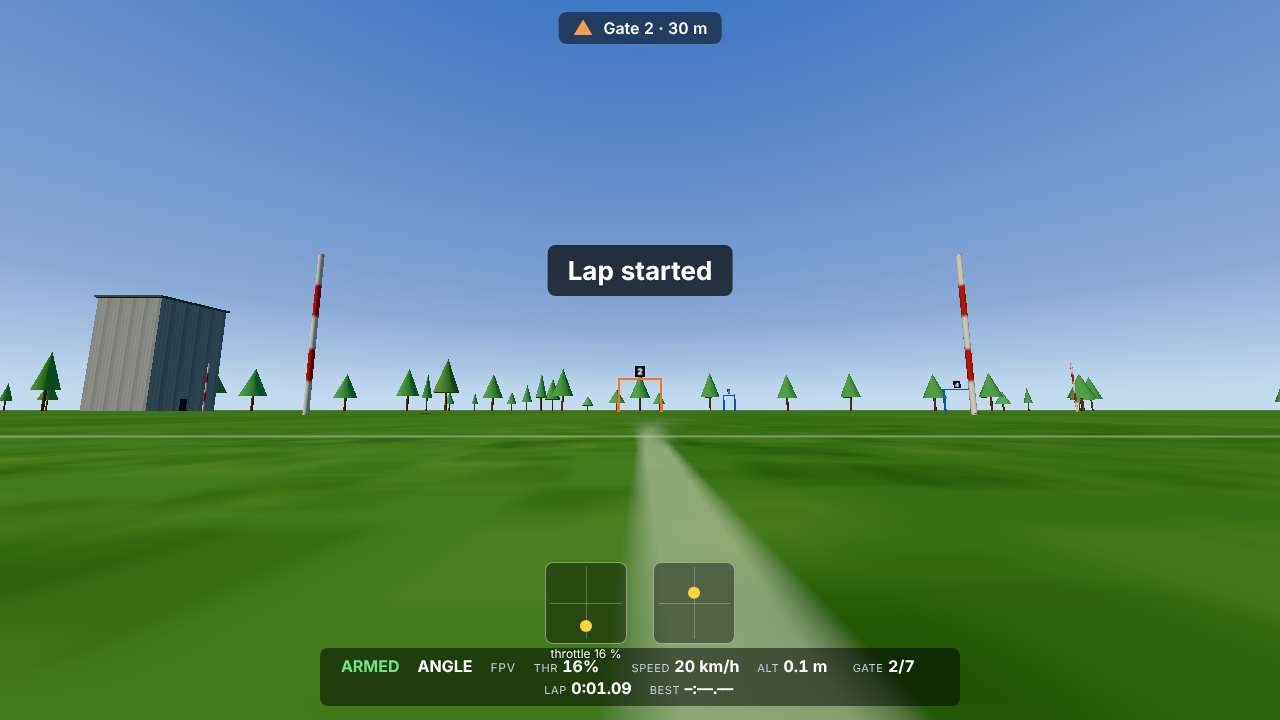 Gate 2 · 30 m
Lap started
2
throttle 16 %
ARMED ANGLE FPV THR 16% SPEED 20 km/h ALT 0.1 m GATE 2/7
LAP 0:01.09 BEST –:––.––